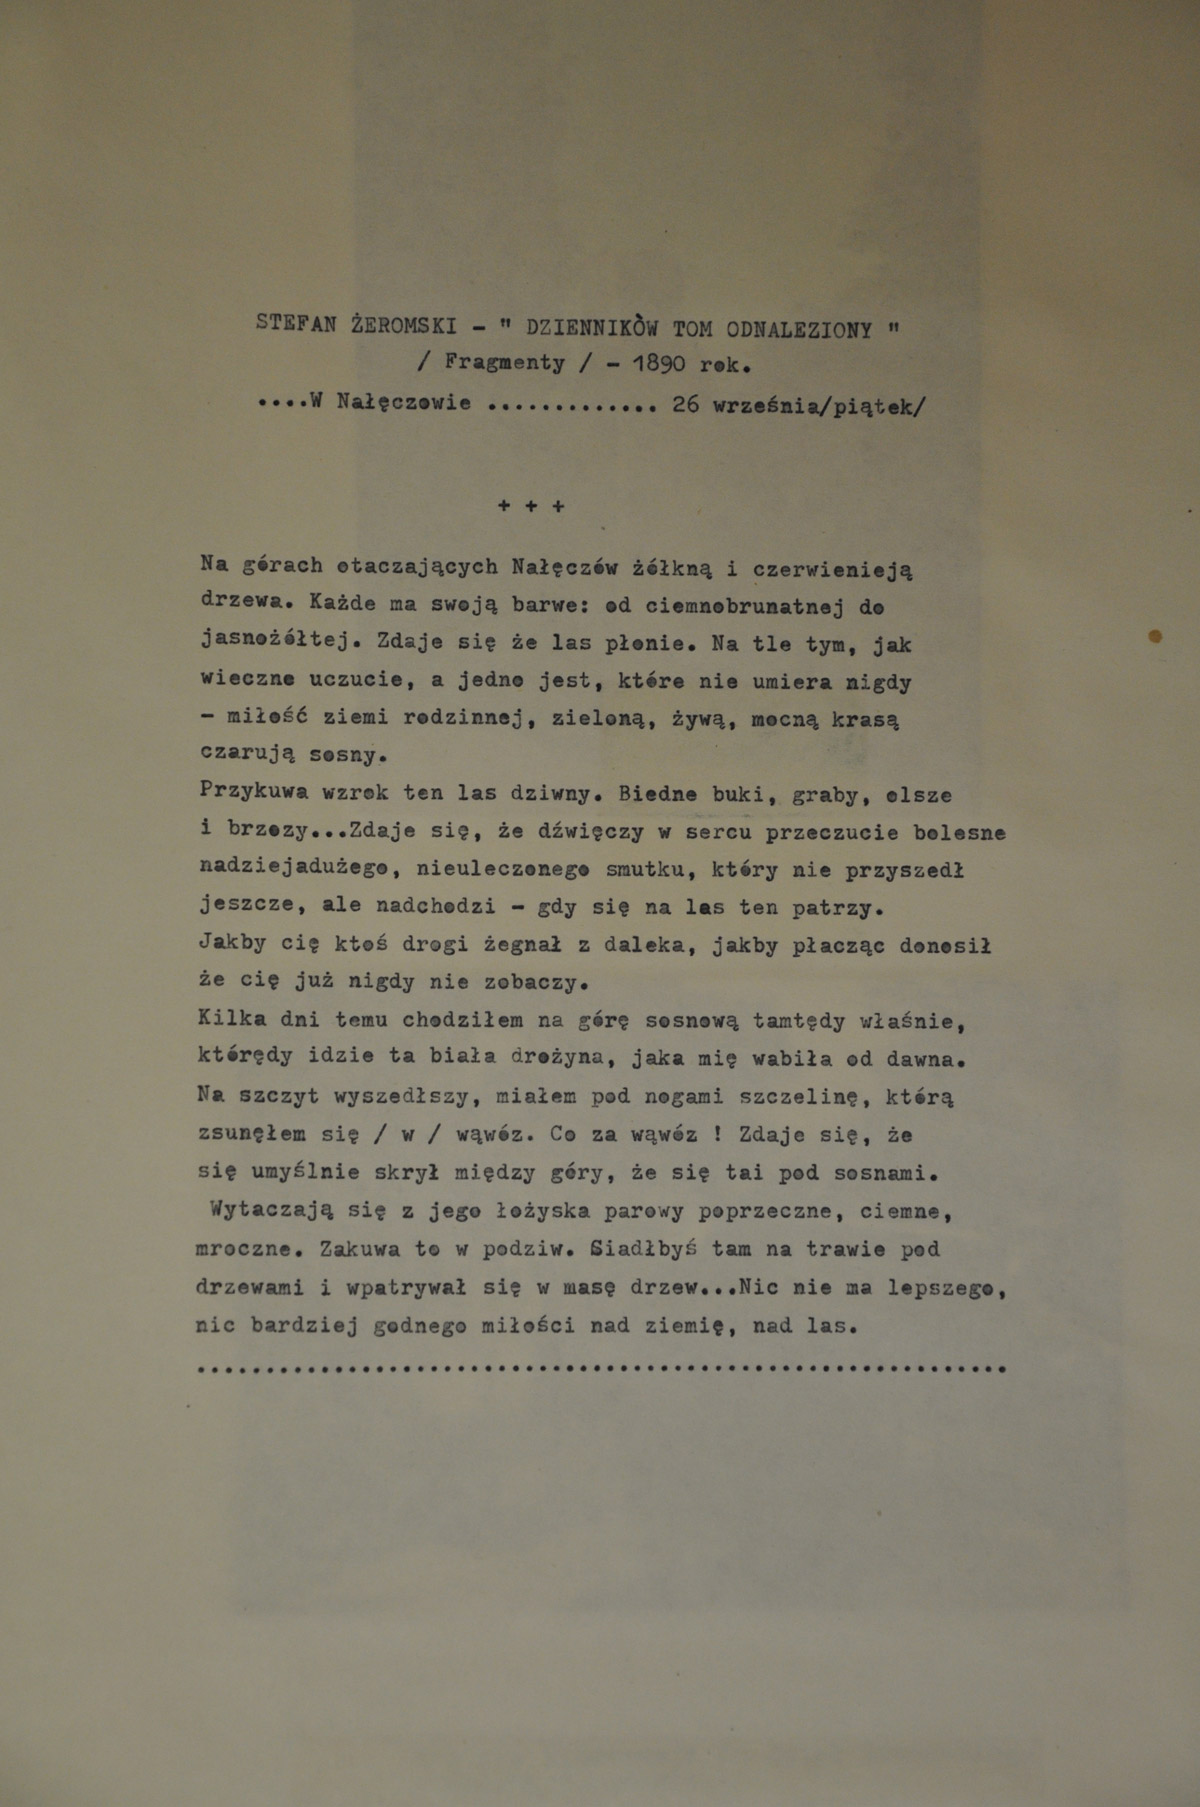 STEFAN ŻEROMSKI - " DZIENNIKÒW TOM ODNALEZIONY "
/ Fragmenty / - 1890 rok.
....W Nałęczowie ............. 26 września/piątek/
+ + +
Na górach otaczających Nałęczów żółkną i czerwienieją
drzewa. Każde ma swoją barwe: od ciemnobrunatnej do
jasnożółtej. Zdaje się że las płonie. Na tle tym, jak
wieczne uczucie, a jedno jest, które nie umiera nigdy
- miłość ziemi rodzinnej, zieloną, żywą, mocną krasą
czarują sosny.
Przykuwa wzrok ten las dziwny. Biedne buki, graby, olsze
i brzozy...Zdaje się, że dźwięczy w sercu przeczucie bolesne
nadziejadużego, nieuleczonego smutku, który nie przyszedł
jeszcze, ale nadchodzi - gdy się na las ten patrzy.
Jakby cię ktoś drogi żegnał z daleka, jakby płacząc donosił
że cię już nigdy nie zobaczy.
Kilka dni temu chodziłem na górę sosnową tamtędy właśnie,
którędy idzie ta biała drożyna, jaka mię wabiła od dawna.
Na szczyt wyszedłszy, miałem pod nogami szczelinę, którą
zsunęłem się / w / wąwóz. Co za wąwóz ! Zdaje się, że
się umyślnie skrył między góry, że się tai pod sosnami.
Wytaczają się z jego łożyska parowy poprzeczne, ciemne,
mroczne. Zakuwa to w podziw. Siadłbyś tam na trawie pod
drzewami i wpatrywał się w masę drzew...Nic nie ma lepszego,
nic bardziej godnego miłości nad ziemię, nad las.
............................................................